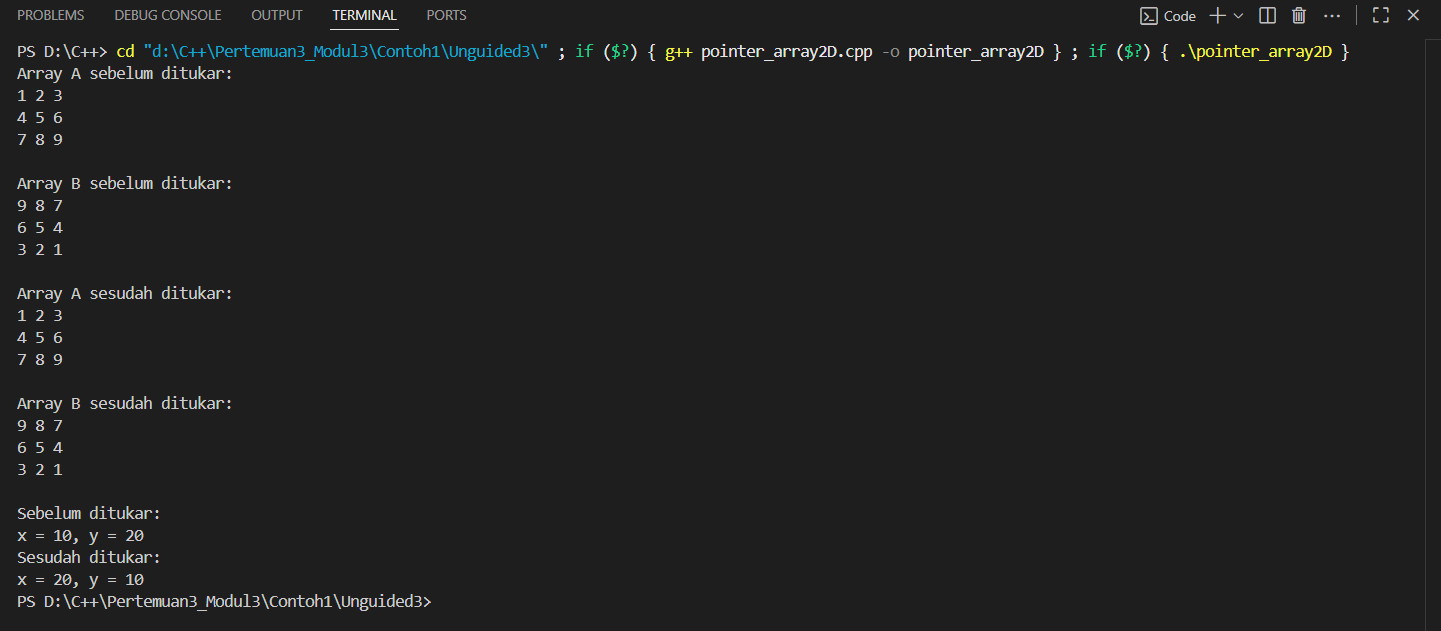 PROBLEMS DEBUG CONSOLE OUTPUT TERMINAL PORTS Code
PS D:\C++> cd "d:\C++\Pertemuan3_Modul3\Contoh1\Unguided3\" ; if ($?) { g++ pointer_array2D.cpp -o pointer_array2D } ; if ($?) { .\pointer_array2D }
Array A sebelum ditukar:
1 2 3
4 5 6
7 8 9
Array B sebelum ditukar:
9 8 7
6 5 4
3 2 1
Array A sesudah ditukar:
1 2 3
4 5 6
7 8 9
Array B sesudah ditukar:
9 8 7
6 5 4
3 2 1
Sebelum ditukar:
x = 10, y = 20
Sesudah ditukar:
x = 20, y = 10
PS D:\C++\Pertemuan3_Modul3\Contoh1\Unguided3>